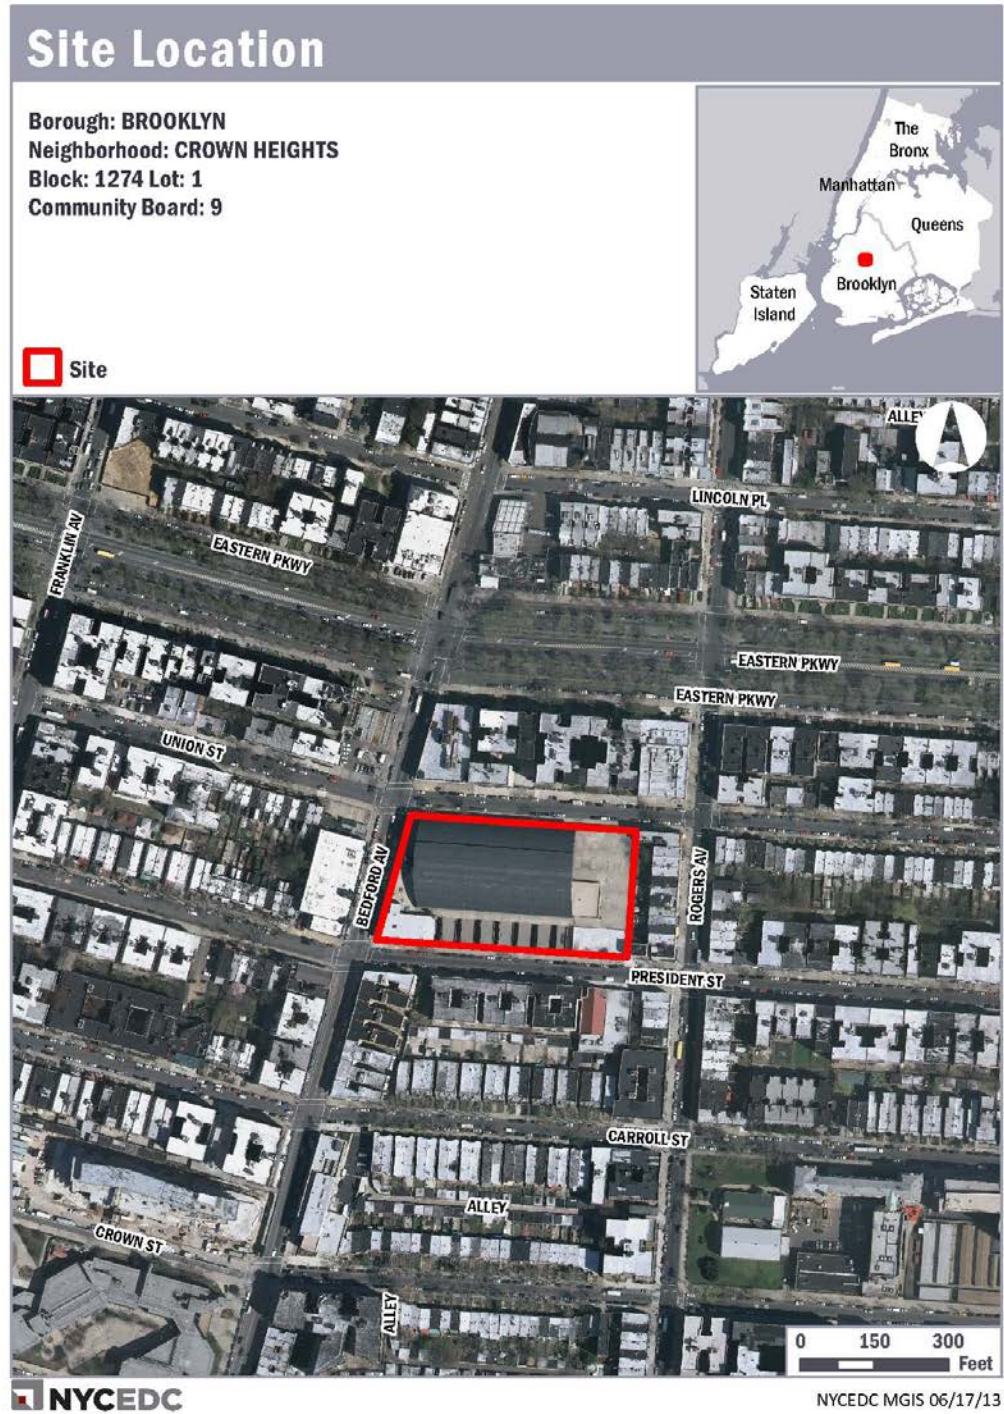 Site Location
Borough: BROOKLYN
Neighborhood: CROWN HEIGHTS
Block: 1274 Lot: 1
Community Board: 9
Site
The
Bronx
Manhattan
Queens
Brooklyn
Staten
Island
ALLEY
LINCOLN PL
FRANKLIN AV
EASTERN PKWY
EASTERN PKWY
EASTERN PKWY
UNION ST
BEDFORD AV
ROGERS AV
PRESIDENT ST
CARROLL ST
ALLEY
CROWN ST
ALLEY
0 150 300
Feet
NYCEDC
NYCEDC MGIS 06/17/13